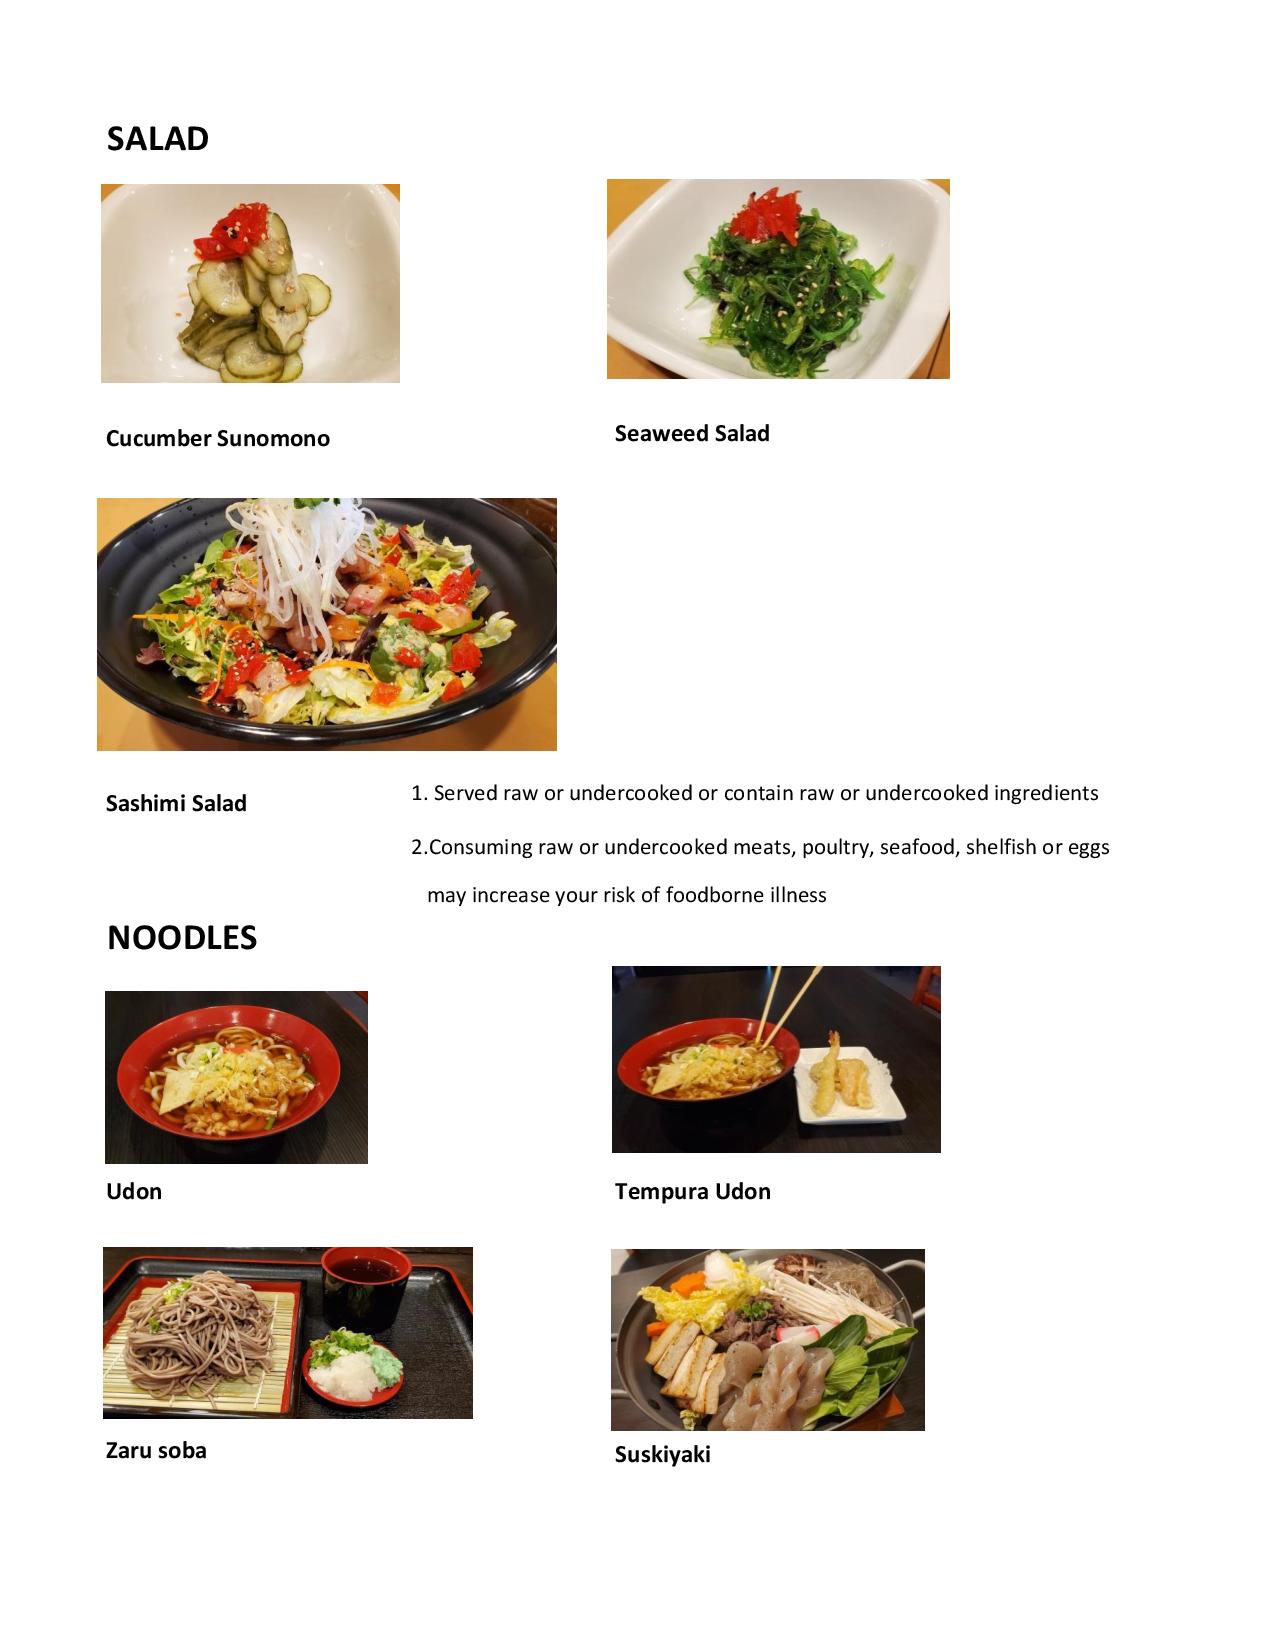 SALAD
Cucumber Sunomono
Seaweed Salad
Sashimi Salad
1. Served raw or undercooked or contain raw or undercooked ingredients
2.Consuming raw or undercooked meats, poultry, seafood, shelfish or eggs
may increase your risk of foodborne illness
NOODLES
Udon
Tempura Udon
Zaru soba
Suskiyaki